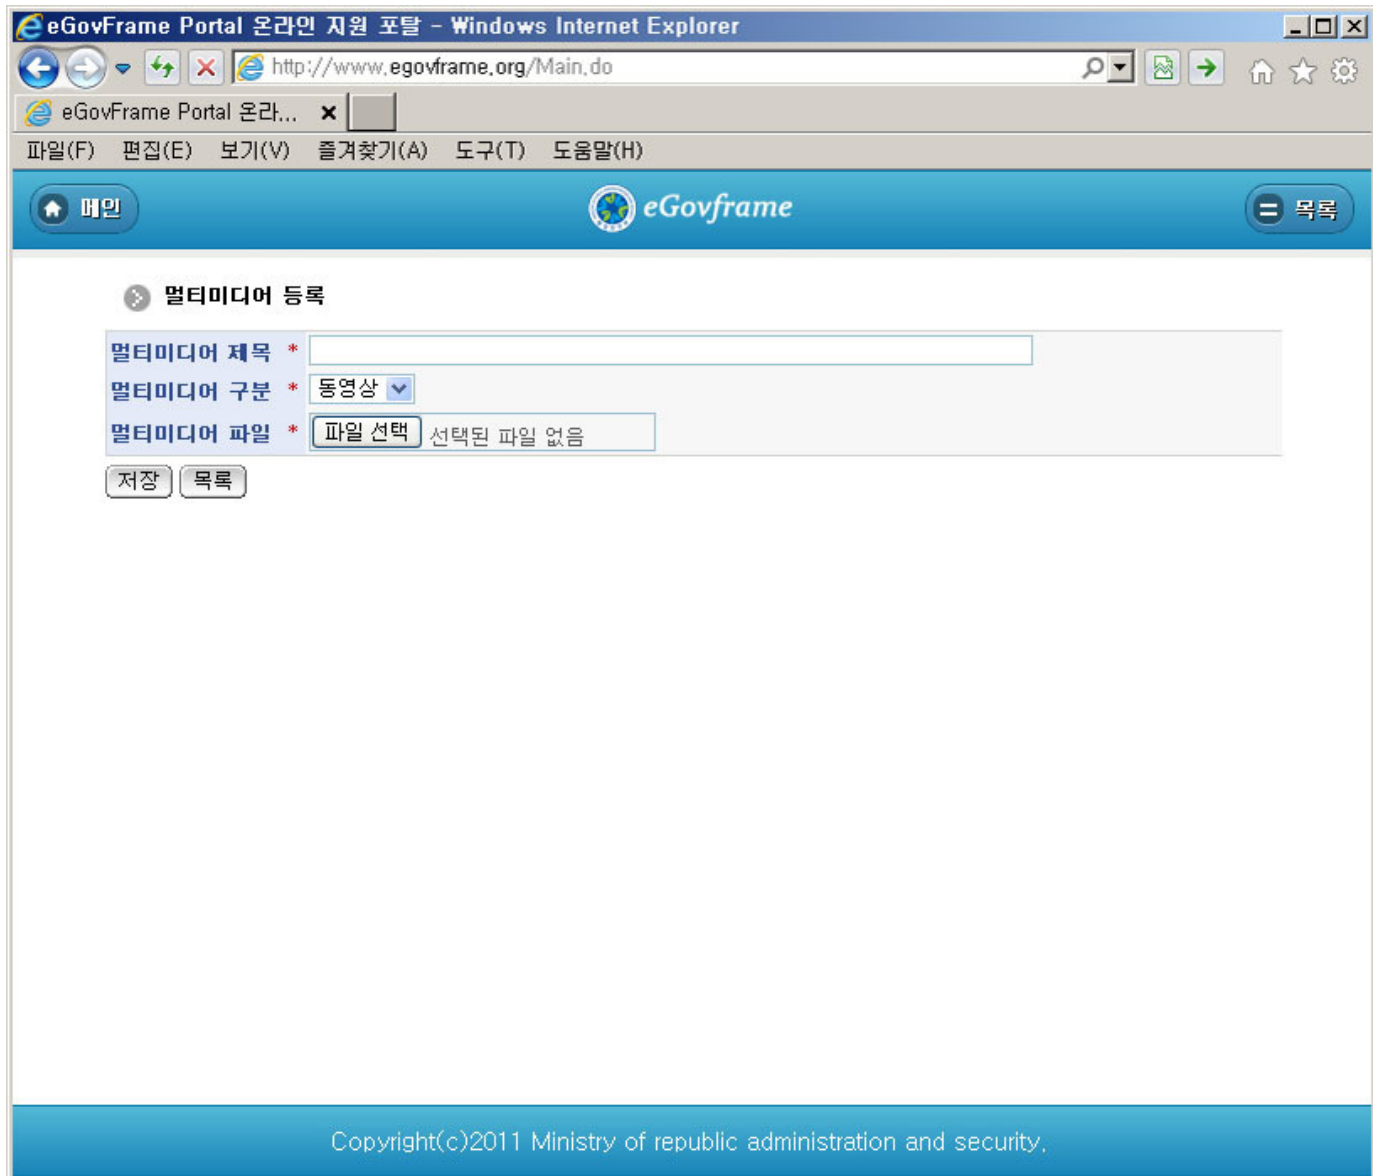 eGovFrame Portal 온라인 지원 포탈 - Windows Internet Explorer
http://www.egovframe.org/Main.do
eGovFrame Portal 온라...
파일(F) 편집(E) 보기(V) 즐겨찾기(A) 도구(T) 도움말(H)
메인 eGovframe 목록
멀티미디어 등록
멀티미디어 제목 *
멀티미디어 구분 * 동영상
멀티미디어 파일 * 파일 선택 선택된 파일 없음
저장 목록
Copyright(c)2011 Ministry of republic administration and security.